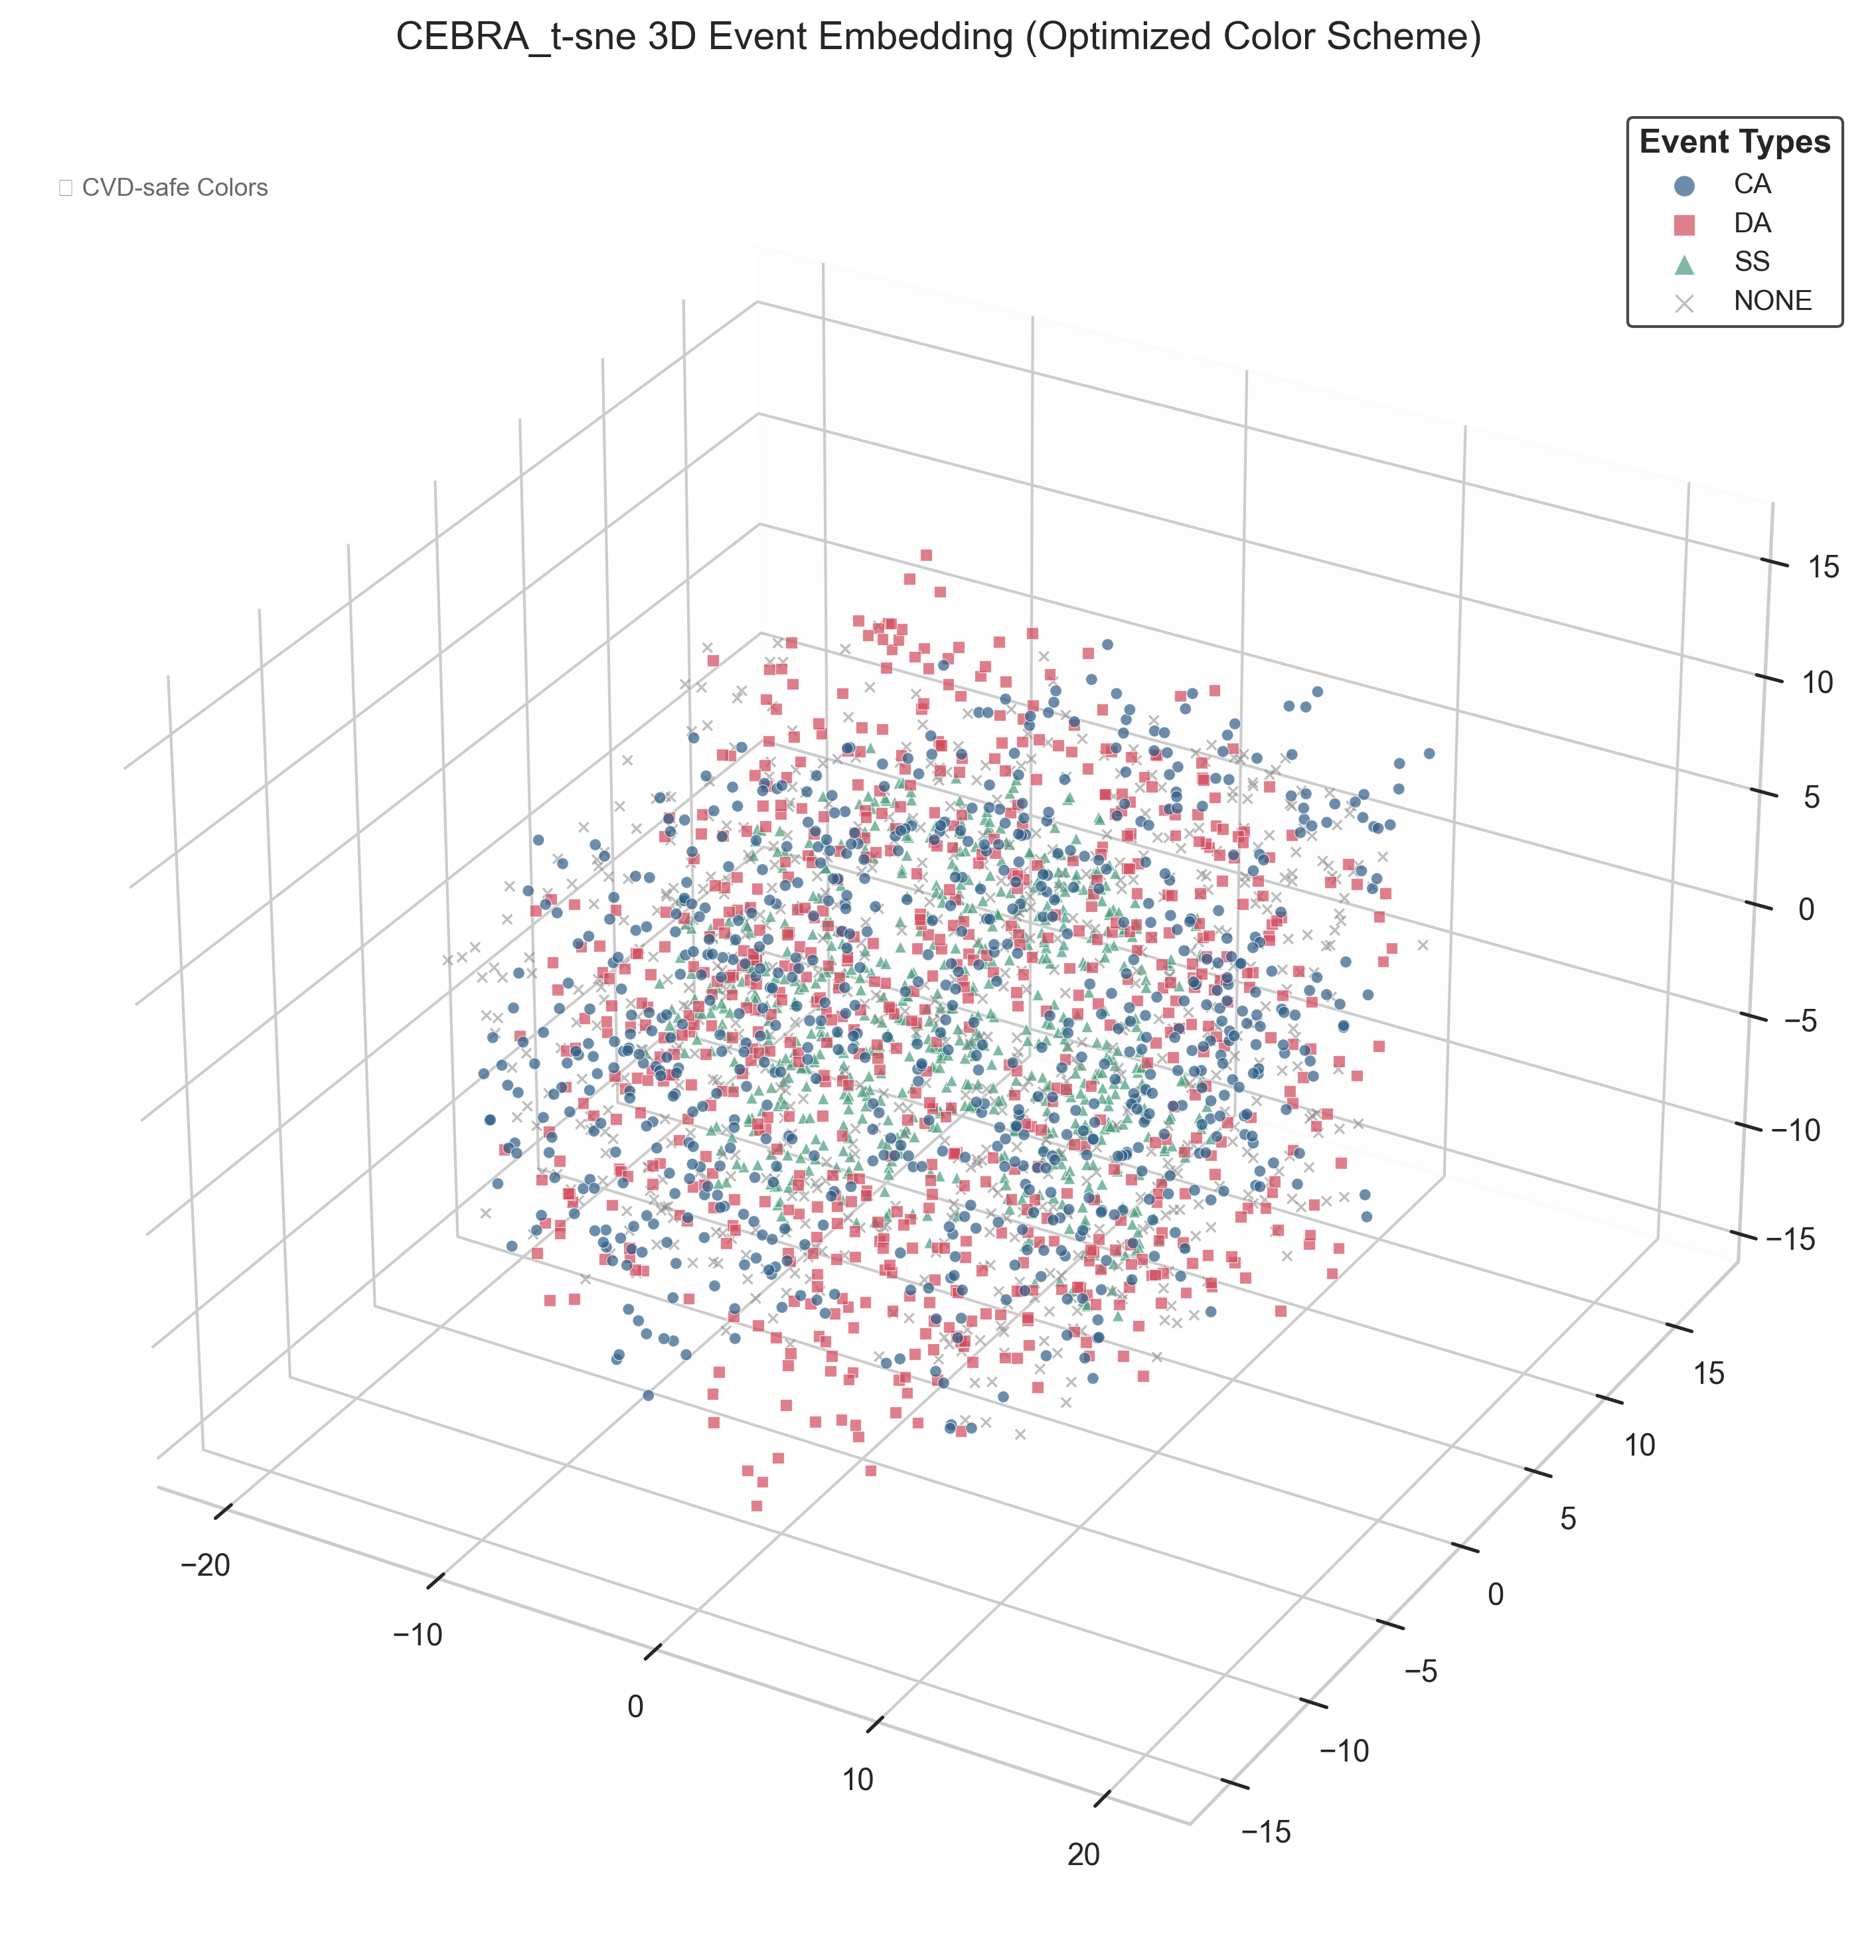 CEBRA_t-sne 3D Event Embedding (Optimized Color Scheme)
CVD-safe Colors
Event Types
CA
DA
SS
NONE
15
10
5
0
−5
−10
−15
15
10
5
0
−5
−10
−15
−20
−10
0
10
20